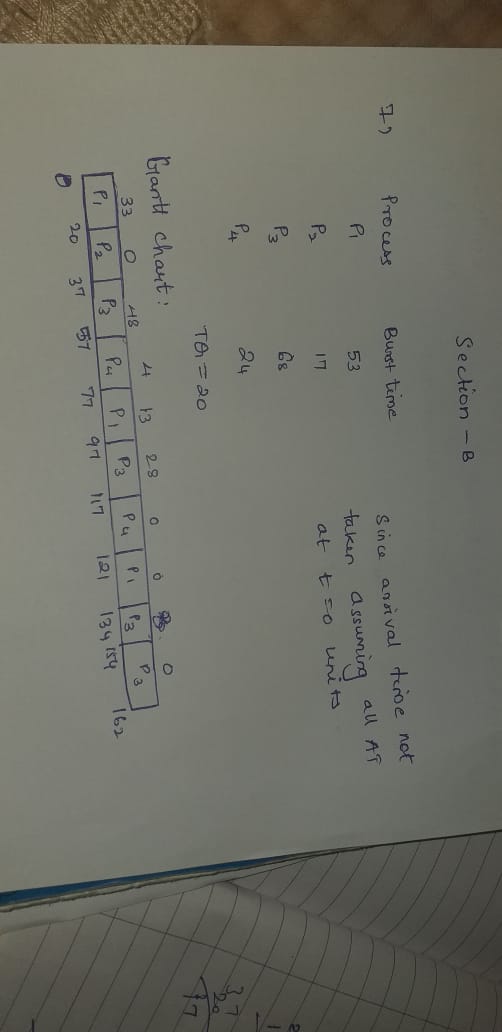 Section - B
7) Process Burst time Since arrival time not
P1 53 taken assuming all AT
P2 17 at t=0 units
P3 68
P4 24
TQ = 20
Gantt chart:
33 0 48 4 13 28 0 0 0
P1 P2 P3 P4 P1 P3 P4 P1 P3 P3
0 20 37 57 77 97 117 121 134 154 162
37
20
17